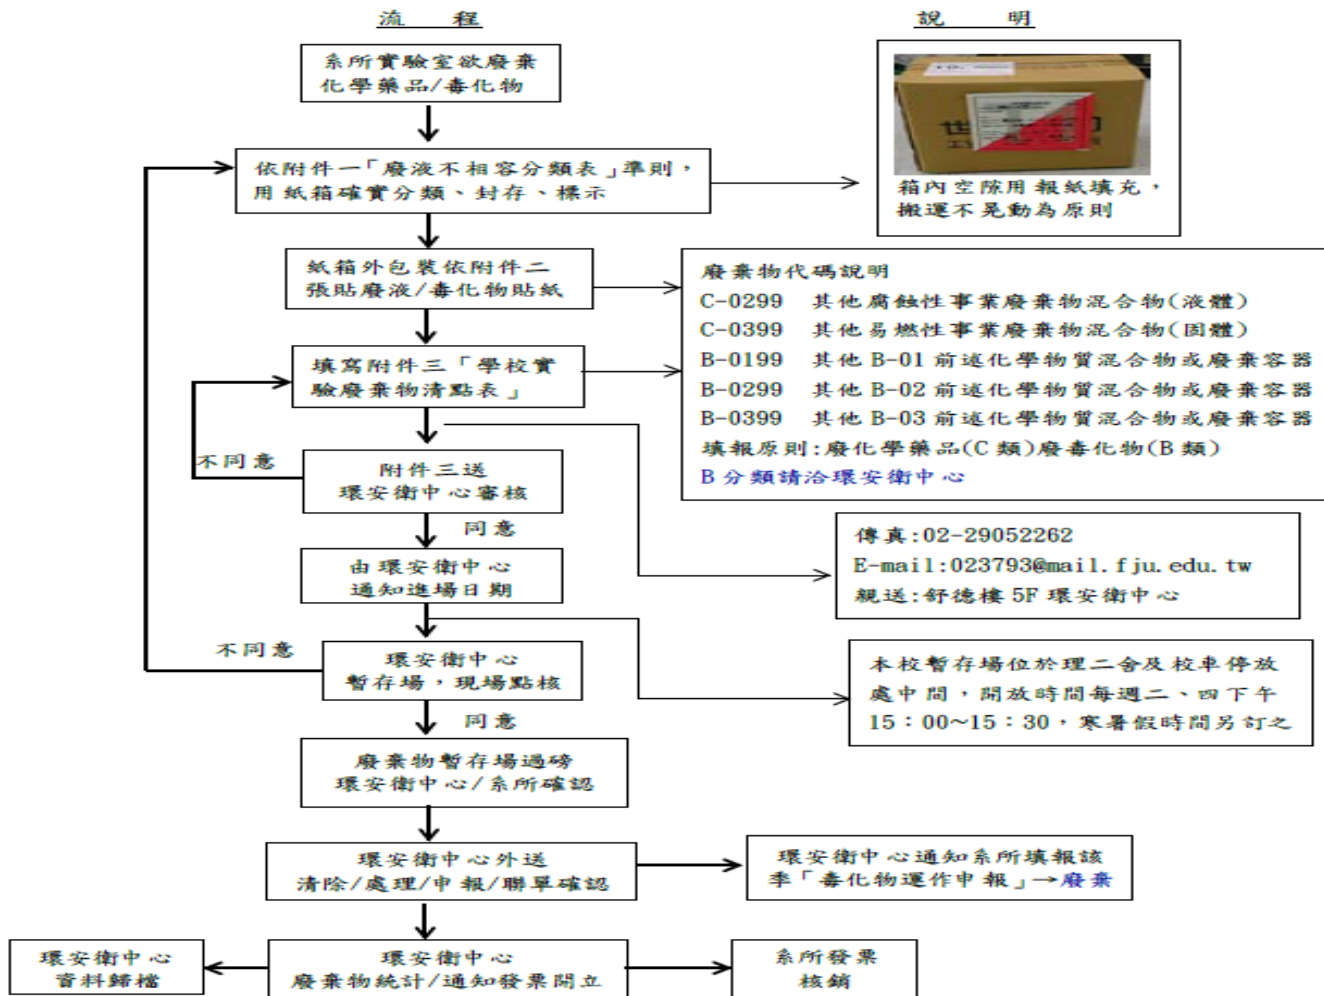 流　程
說　明
系所實驗室欲廢棄
化學藥品/毒化物
依附件一「廢液不相容分類表」準則，
用紙箱確實分類、封存、標示
箱內空隙用報紙填充，
搬運不晃動為原則
紙箱外包裝依附件二
張貼廢液/毒化物貼紙
廢棄物代碼說明
C-0299　其他腐蝕性事業廢棄物混合物(液體)
C-0399　其他易燃性事業廢棄物混合物(固體)
B-0199　其他 B-01 前述化學物質混合物或廢棄容器
B-0299　其他 B-02 前述化學物質混合物或廢棄容器
B-0399　其他 B-03 前述化學物質混合物或廢棄容器
填報原則:廢化學藥品(C 類)廢毒化物(B 類)
B 分類請洽環安衛中心
填寫附件三「學校實
驗廢棄物清點表」
不同意
附件三送
環安衛中心審核
同意
傳真:02-29052262
E-mail:023793@mail.fju.edu.tw
親送:舒德樓 5F 環安衛中心
由環安衛中心
通知進場日期
不同意
環安衛中心
暫存場，現場點核
本校暫存場位於理二舍及校車停放
處中間，開放時間每週二、四下午
15：00~15：30，寒暑假時間另訂之
同意
廢棄物暫存場過磅
環安衛中心/系所確認
環安衛中心外送
清除/處理/申報/聯單確認
環安衛中心通知系所填報該
季「毒化物運作申報」→廢棄
環安衛中心
資料歸檔
環安衛中心
廢棄物統計/通知發票開立
系所發票
核銷